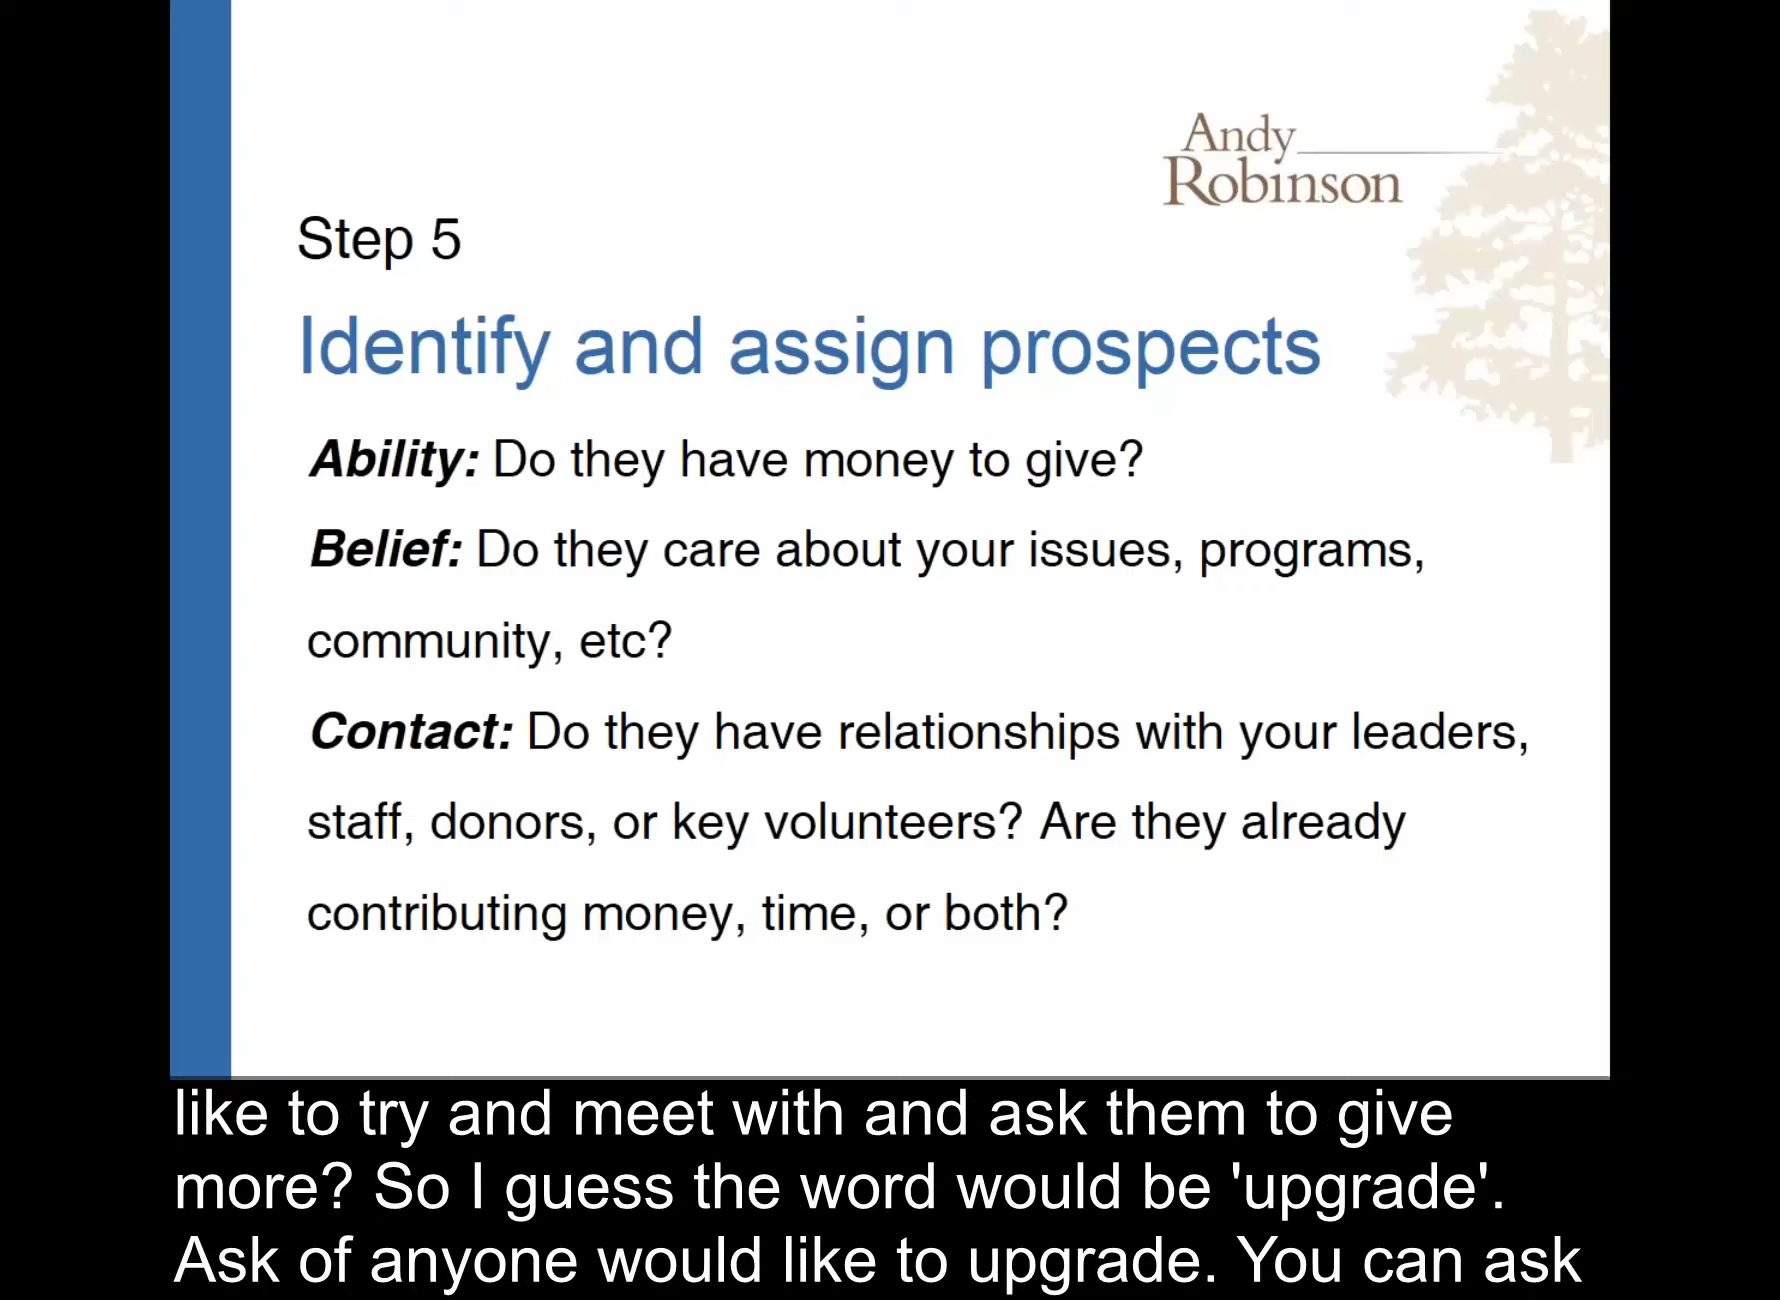 Andy
Robinson
Step 5
Identify and assign prospects
Ability: Do they have money to give?
Belief: Do they care about your issues, programs,
community, etc?
Contact: Do they have relationships with your leaders,
staff, donors, or key volunteers? Are they already
contributing money, time, or both?
like to try and meet with and ask them to give
more? So I guess the word would be 'upgrade'.
Ask of anyone would like to upgrade. You can ask